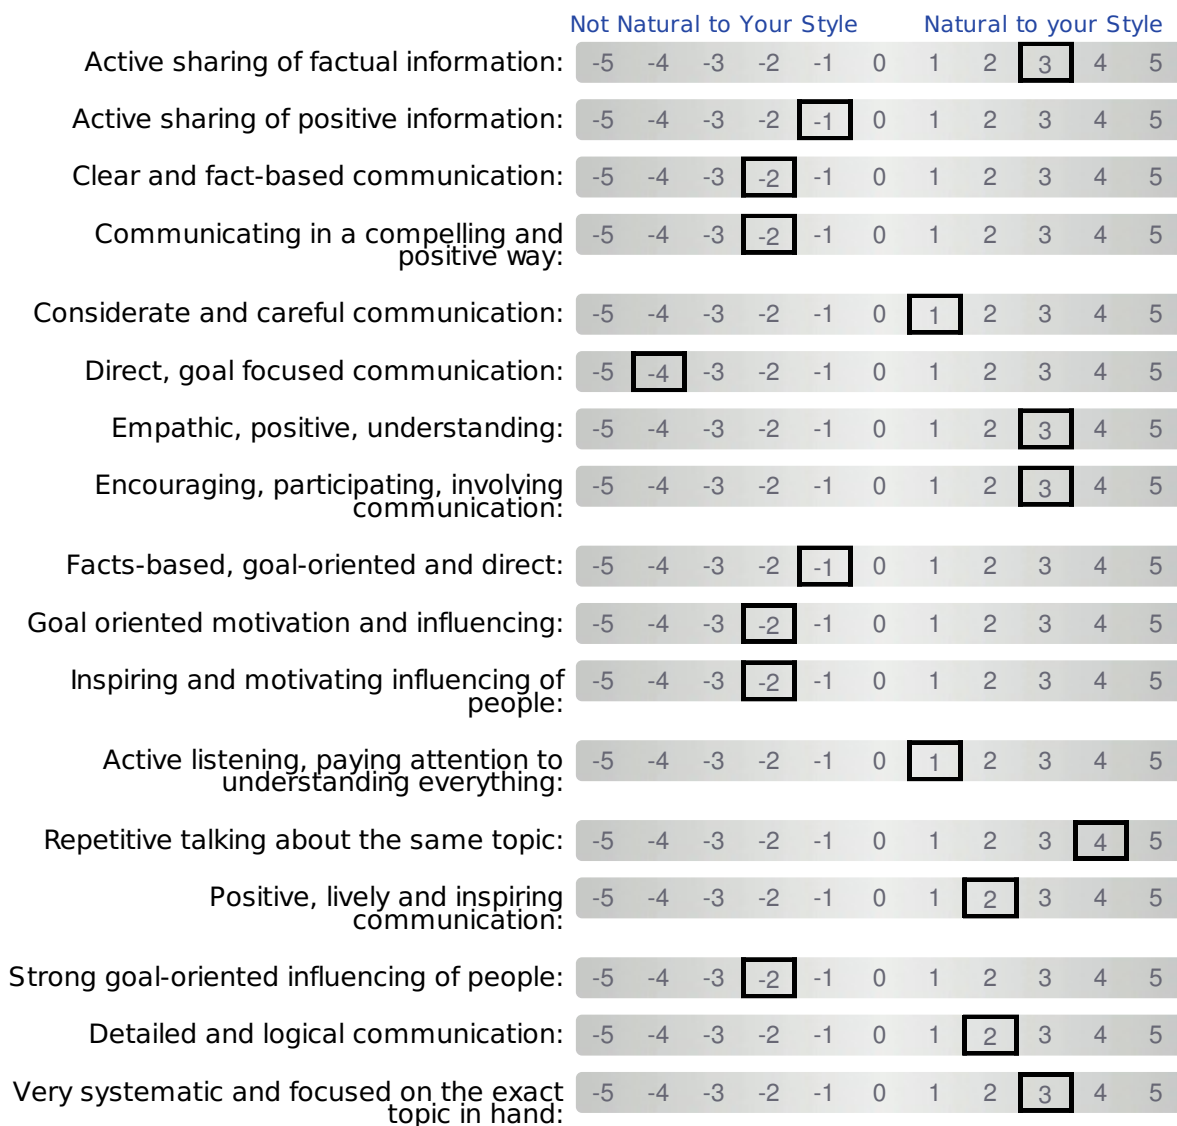 Not Natural to Your Style Natural to your Style
Active sharing of factual information: -5 -4 -3 -2 -1 0 1 2 3 4 5
Active sharing of positive information: -5 -4 -3 -2 -1 0 1 2 3 4 5
Clear and fact-based communication: -5 -4 -3 -2 -1 0 1 2 3 4 5
Communicating in a compelling and -5 -4 -3 -2 -1 0 1 2 3 4 5
positive way:
Considerate and careful communication: -5 -4 -3 -2 -1 0 1 2 3 4 5
Direct, goal focused communication: -5 -4 -3 -2 -1 0 1 2 3 4 5
Empathic, positive, understanding: -5 -4 -3 -2 -1 0 1 2 3 4 5
Encouraging, participating, involving -5 -4 -3 -2 -1 0 1 2 3 4 5
communication:
Facts-based, goal-oriented and direct: -5 -4 -3 -2 -1 0 1 2 3 4 5
Goal oriented motivation and influencing: -5 -4 -3 -2 -1 0 1 2 3 4 5
Inspiring and motivating influencing of -5 -4 -3 -2 -1 0 1 2 3 4 5
people:
Active listening, paying attention to -5 -4 -3 -2 -1 0 1 2 3 4 5
understanding everything:
Repetitive talking about the same topic: -5 -4 -3 -2 -1 0 1 2 3 4 5
Positive, lively and inspiring -5 -4 -3 -2 -1 0 1 2 3 4 5
communication:
Strong goal-oriented influencing of people: -5 -4 -3 -2 -1 0 1 2 3 4 5
Detailed and logical communication: -5 -4 -3 -2 -1 0 1 2 3 4 5
Very systematic and focused on the exact -5 -4 -3 -2 -1 0 1 2 3 4 5
topic in hand: